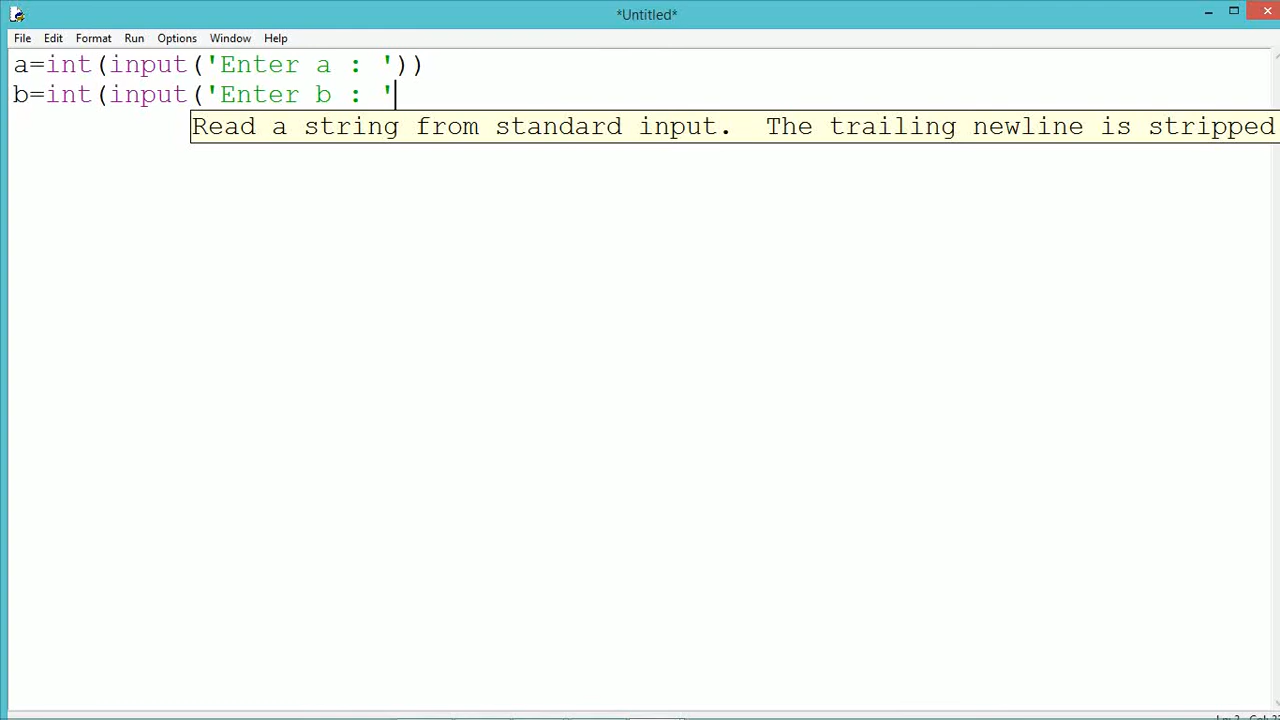 *Untitled*
File Edit Format Run Options Window Help
a=int(input('Enter a : '))
b=int(input('Enter b : '
Read a string from standard input.  The trailing newline is stripped